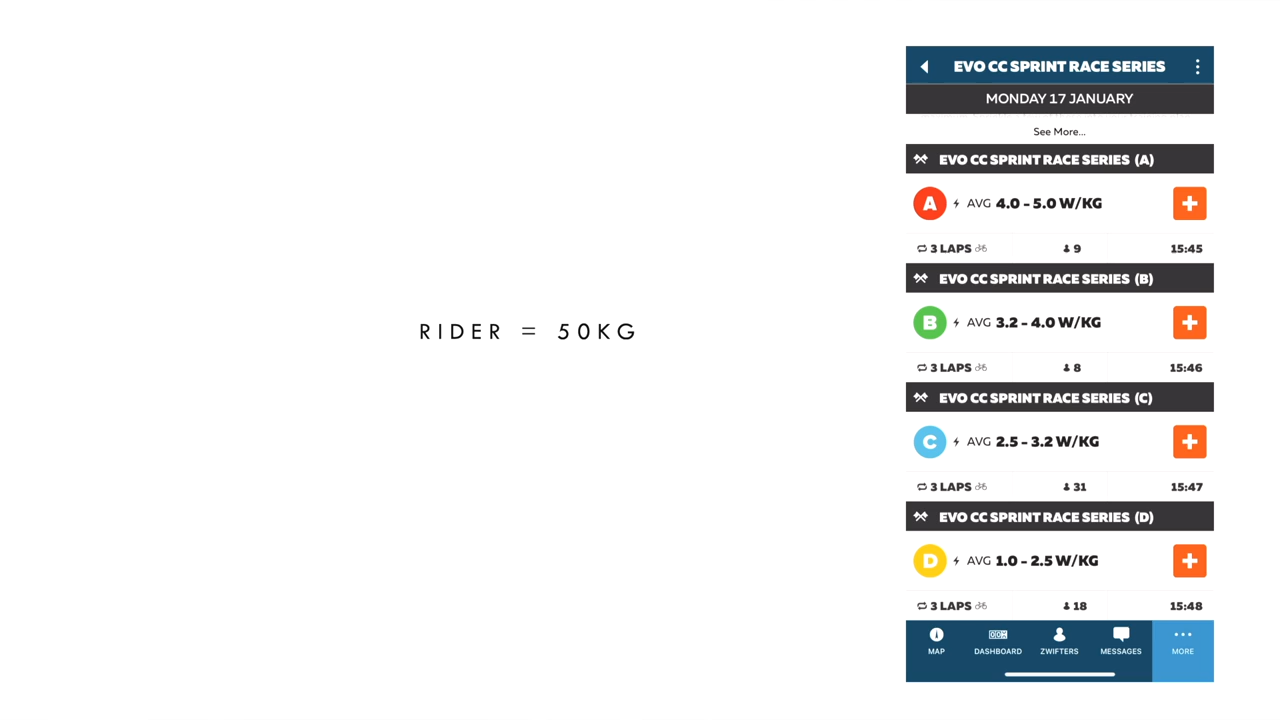 RIDER = 50KG
EVO CC SPRINT RACE SERIES
MONDAY 17 JANUARY
See More...
EVO CC SPRINT RACE SERIES (A)
A AVG 4.0 - 5.0 W/KG +
3 LAPS 9 15:45
EVO CC SPRINT RACE SERIES (B)
B AVG 3.2 - 4.0 W/KG +
3 LAPS 8 15:46
EVO CC SPRINT RACE SERIES (C)
C AVG 2.5 - 3.2 W/KG +
3 LAPS 31 15:47
EVO CC SPRINT RACE SERIES (D)
D AVG 1.0 - 2.5 W/KG +
3 LAPS 18 15:48
MAP DASHBOARD ZWIFTERS MESSAGES MORE